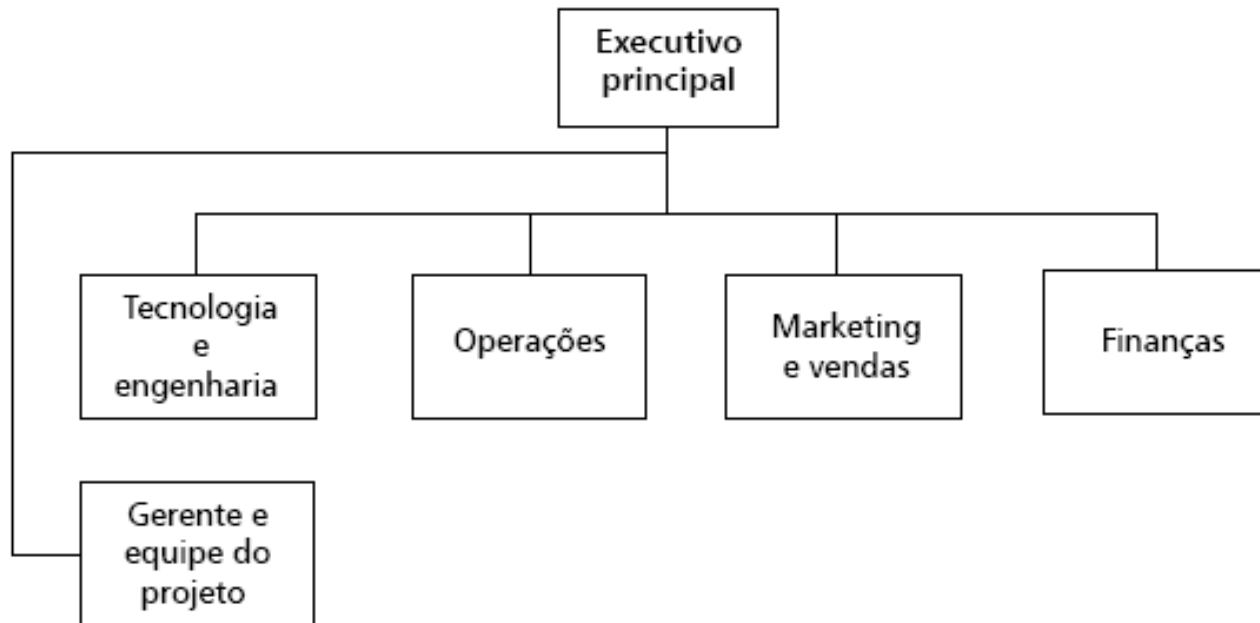 Executivo
principal
Tecnologia
e
engenharia
Operações
Marketing
e vendas
Finanças
Gerente e
equipe do
projeto